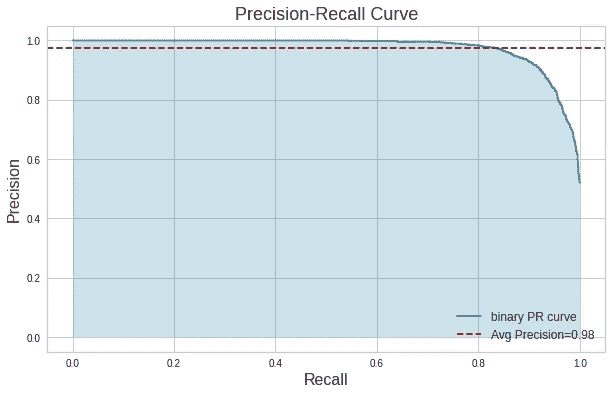 Precision-Recall Curve
1.0
0.8
0.6
0.4
0.2
0.0
Precision
binary PR curve
Avg Precision=0.98
0.0 0.2 0.4 0.6 0.8 1.0
Recall